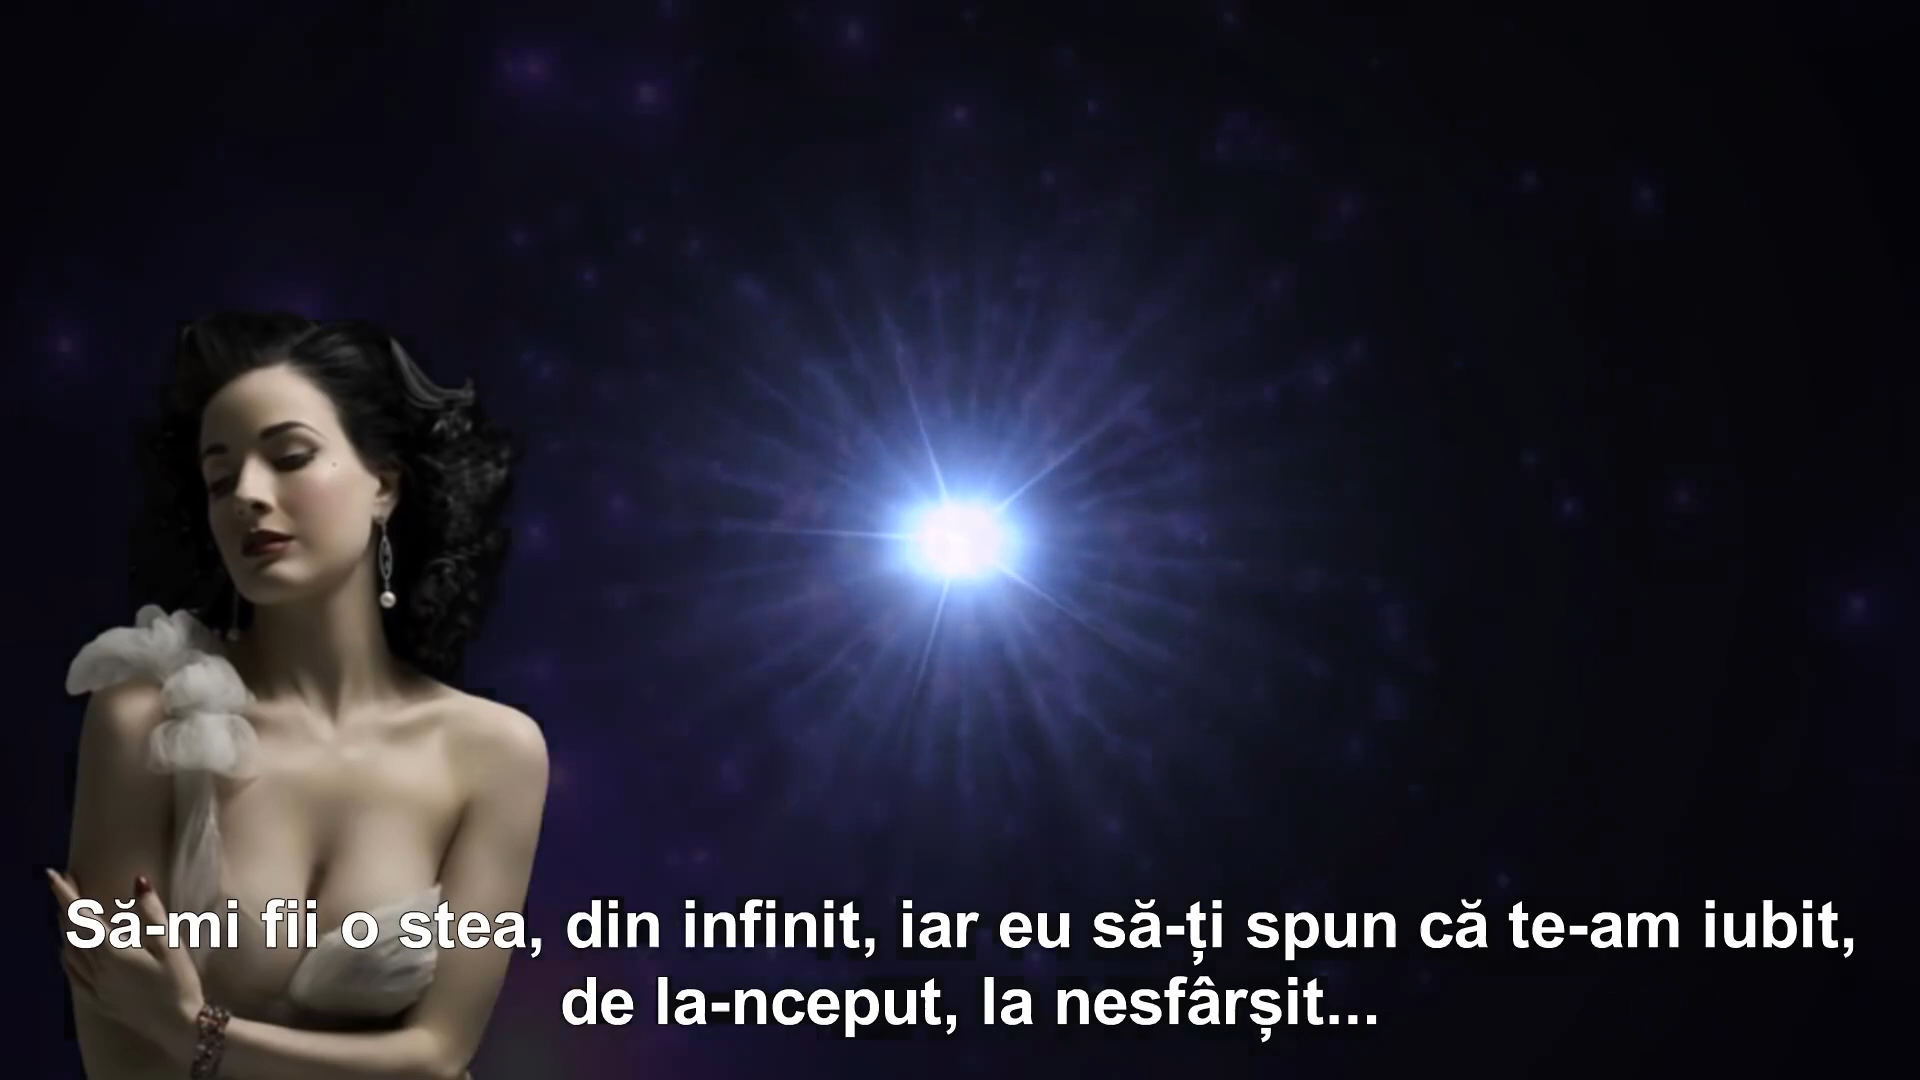 Să-mi fii o stea, din infinit, iar eu să-ți spun că te-am iubit,
de la-nceput, la nesfârșit...